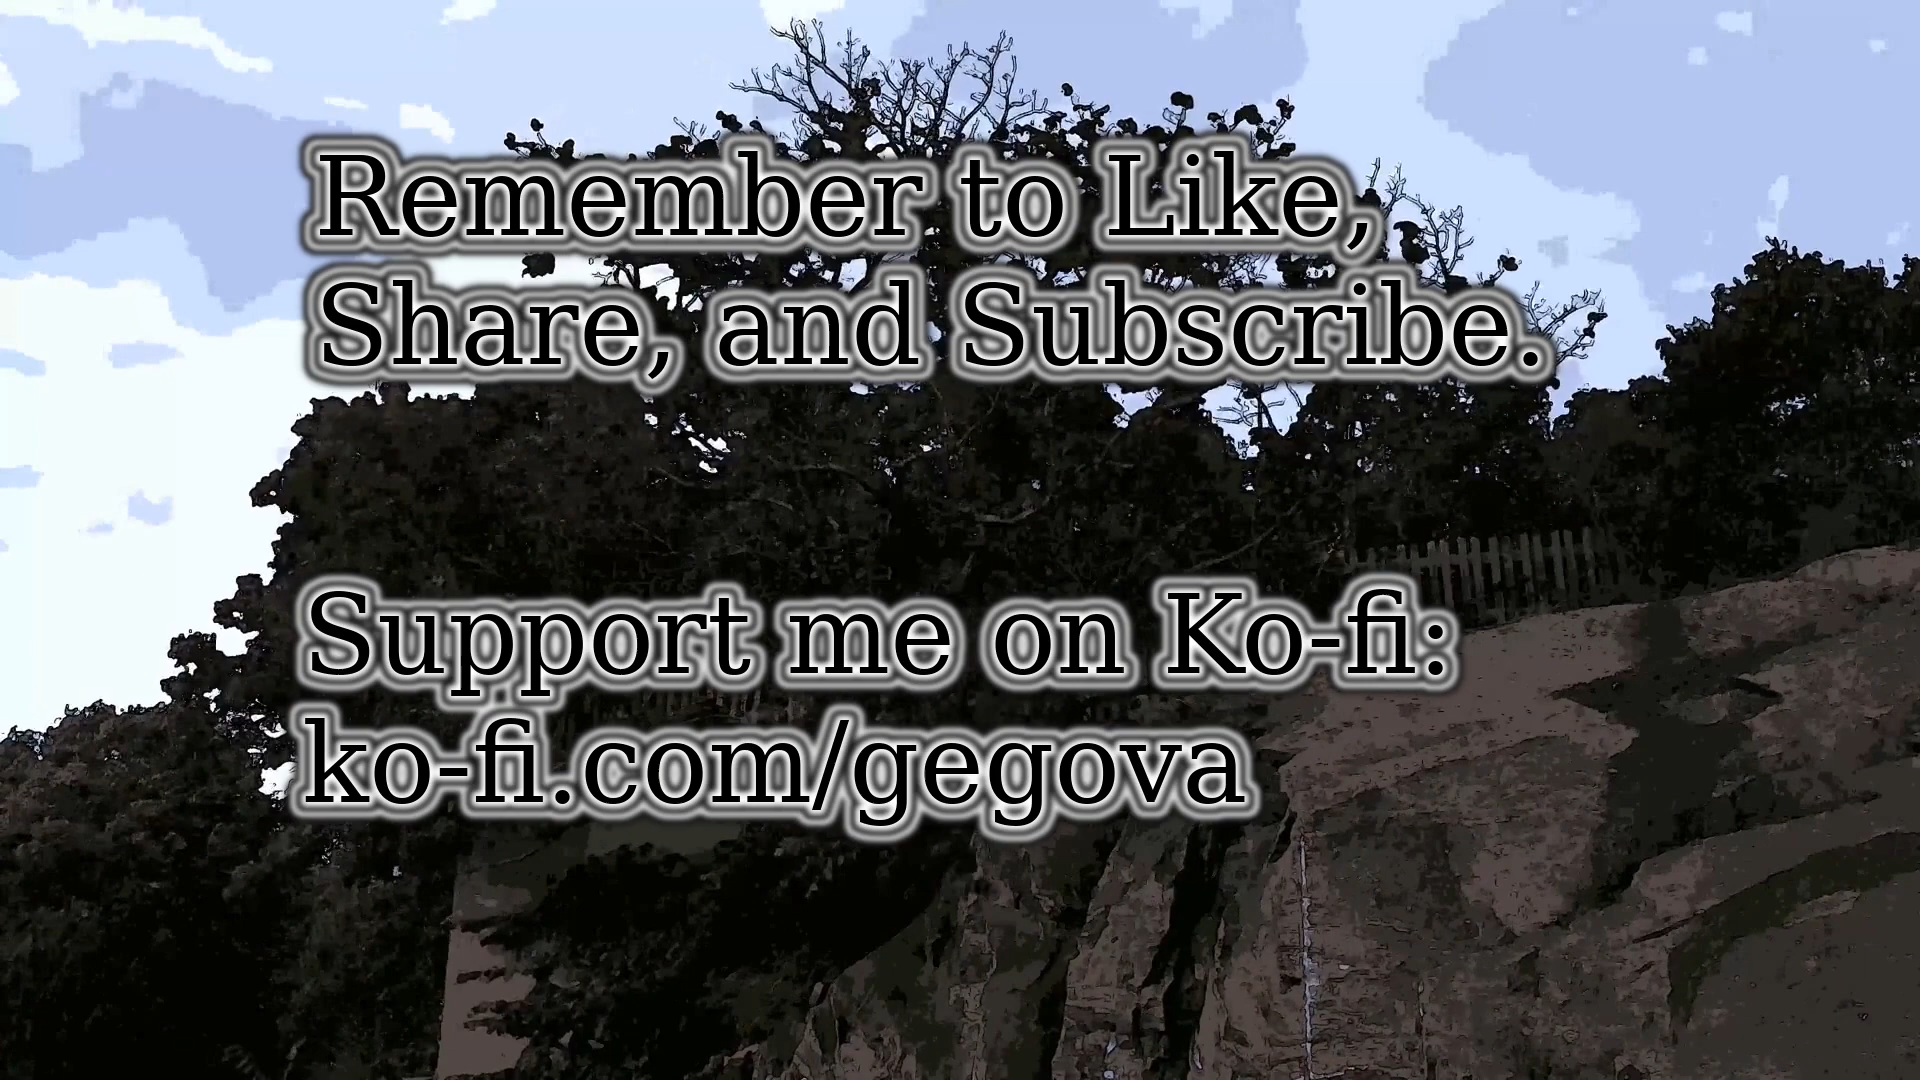 Remember to Like,
Share, and Subscribe.
Support me on Ko-fi:
ko-fi.com/gegova